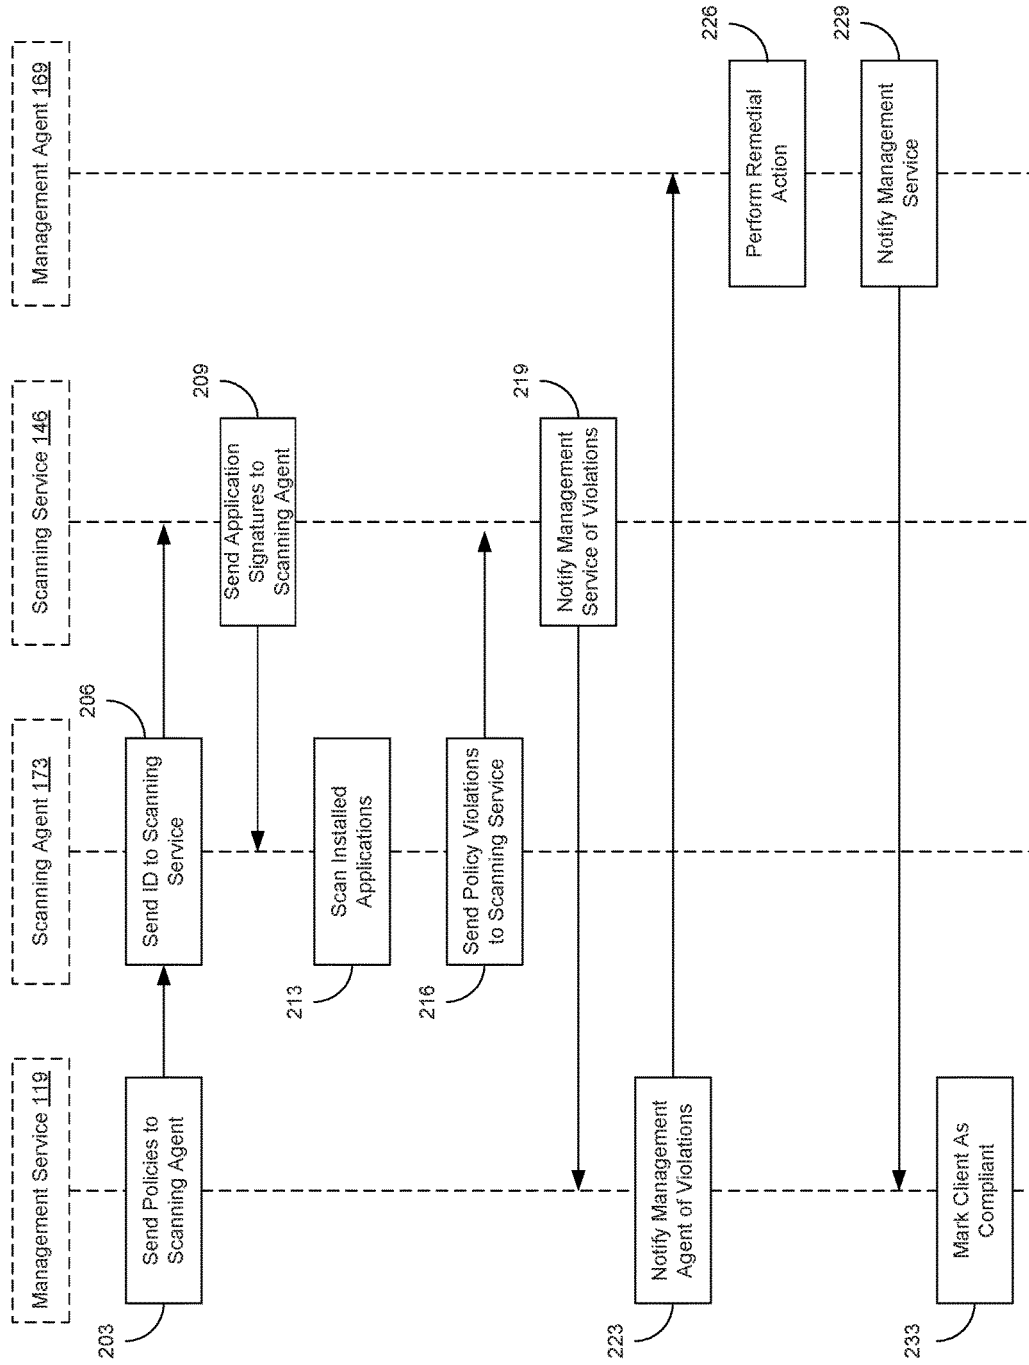 Management Service 119
Scanning Agent 173
Scanning Service 146
Management Agent 169
203
Send Policies to
Scanning Agent
206
Send ID to Scanning
Service
209
Send Application
Signatures to
Scanning Agent
213
Scan Installed
Applications
216
Send Policy Violations
to Scanning Service
219
Notify Management
Service of Violations
223
Notify Management
Agent of Violations
226
Perform Remedial
Action
229
Notify Management
Service
233
Mark Client As
Compliant